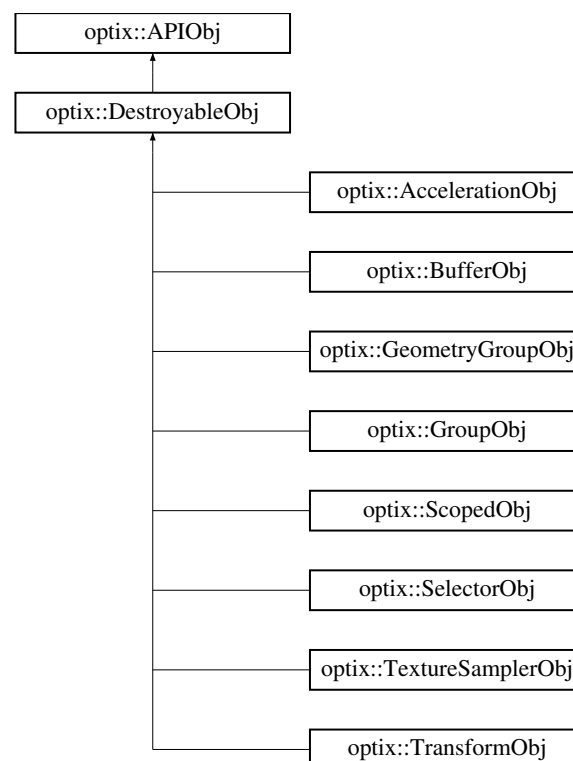 optix::APIObj
optix::DestroyableObj
optix::AccelerationObj
optix::BufferObj
optix::GeometryGroupObj
optix::GroupObj
optix::ScopedObj
optix::SelectorObj
optix::TextureSamplerObj
optix::TransformObj